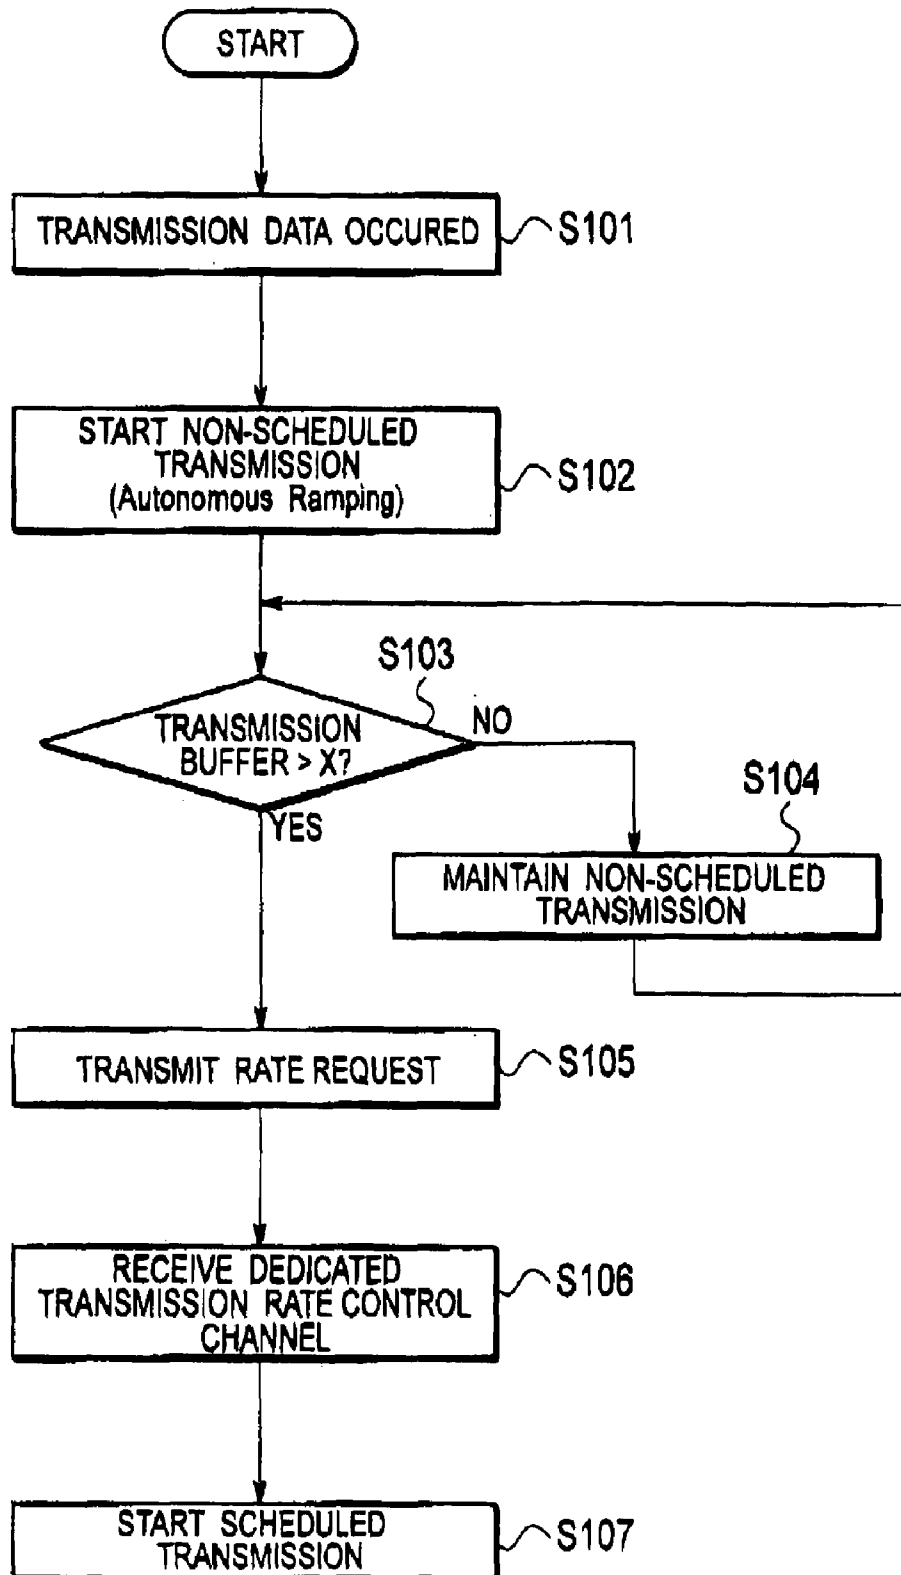 START
TRANSMISSION DATA OCCURED
S101
START NON-SCHEDULED
TRANSMISSION
(Autonomous Ramping)
S102
S103
TRANSMISSION
BUFFER > X?
NO
YES
S104
MAINTAIN NON-SCHEDULED
TRANSMISSION
TRANSMIT RATE REQUEST
S105
RECEIVE DEDICATED
TRANSMISSION RATE CONTROL
CHANNEL
S106
START SCHEDULED
TRANSMISSION
S107